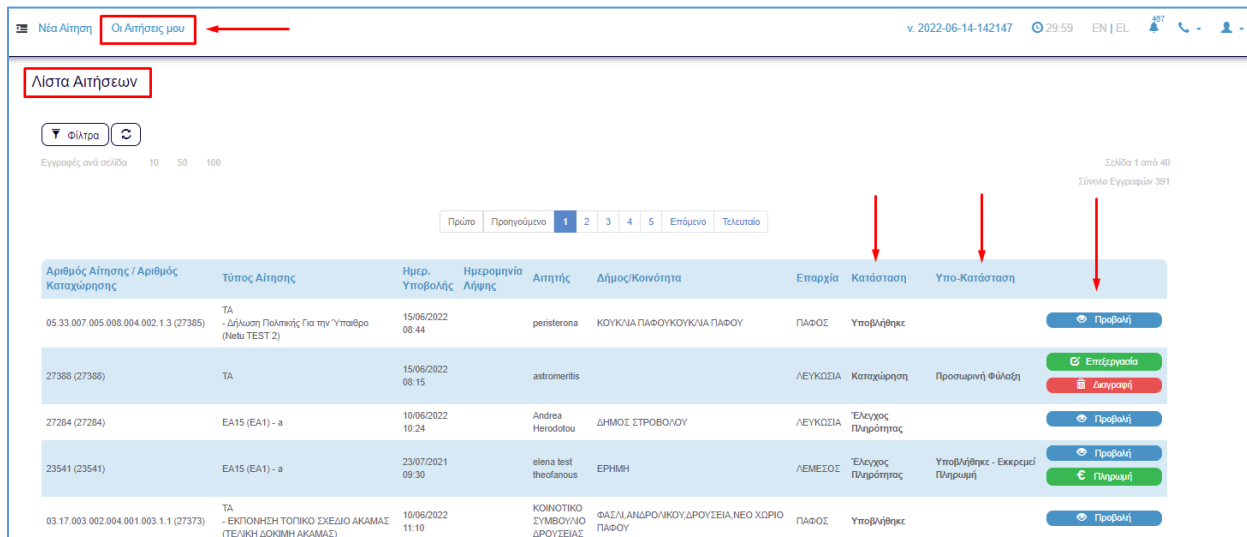 Νέα Αίτηση Οι Αιτήσεις μου v. 2022-06-14-142147 29:59 EN | EL 467
Λίστα Αιτήσεων
Φίλτρα
Εγγραφές ανά σελίδα 10 50 100 Σελίδα 1 από 40
Σύνολο Εγγραφών 391
Πρώτο Προηγούμενο 1 2 3 4 5 Επόμενο Τελευταίο
Αριθμός Αίτησης / Αριθμός Καταχώρησης Τύπος Αίτησης Ημερ. Υποβολής Ημερομηνία Λήψης Αιτητής Δήμος/Κοινότητα Επαρχία Κατάσταση Υπο-Κατάσταση
05.33.007.005.008.004.002.1.3 (27385) ΤΑ - Δήλωση Πολιτικής Για την Ύπαιθρο (Netu TEST 2) 15/06/2022 08:44 peristerona ΚΟΥΚΛΙΑ ΠΑΦΟΥΚΟΥΚΛΙΑ ΠΑΦΟΥ ΠΑΦΟΣ Υποβλήθηκε Προβολή
27388 (27388) ΤΑ 15/06/2022 08:15 astromeritis ΛΕΥΚΩΣΙΑ Καταχώρηση Προσωρινή Φύλαξη Επεξεργασία Διαγραφή
27284 (27284) ΕΑ15 (ΕΑ1) - a 10/06/2022 10:24 Andrea Herodotou ΔΗΜΟΣ ΣΤΡΟΒΟΛΟΥ ΛΕΥΚΩΣΙΑ Έλεγχος Πληρότητας Προβολή
23541 (23541) ΕΑ15 (ΕΑ1) - a 23/07/2021 09:30 elena test theofanous ΕΡΗΜΗ ΛΕΜΕΣΟΣ Έλεγχος Πληρότητας Υποβλήθηκε - Εκκρεμεί Πληρωμή Προβολή Πληρωμή
03.17.003.002.004.001.003.1.1 (27373) ΤΑ - ΕΚΠΟΝΗΣΗ ΤΟΠΙΚΟ ΣΧΕΔΙΟ ΑΚΑΜΑΣ (ΤΕΛΙΚΗ ΔΟΚΙΜΗ ΑΚΑΜΑΣ) 10/06/2022 11:10 ΚΟΙΝΟΤΙΚΟ ΣΥΜΒΟΥΛΙΟ ΔΡΟΥΣΕΙΑΣ ΦΑΣΛΙ,ΑΝΔΡΟΛΙΚΟΥ,ΔΡΟΥΣΕΙΑ,ΝΕΟ ΧΩΡΙΟ ΠΑΦΟΥ ΠΑΦΟΣ Υποβλήθηκε Προβολή